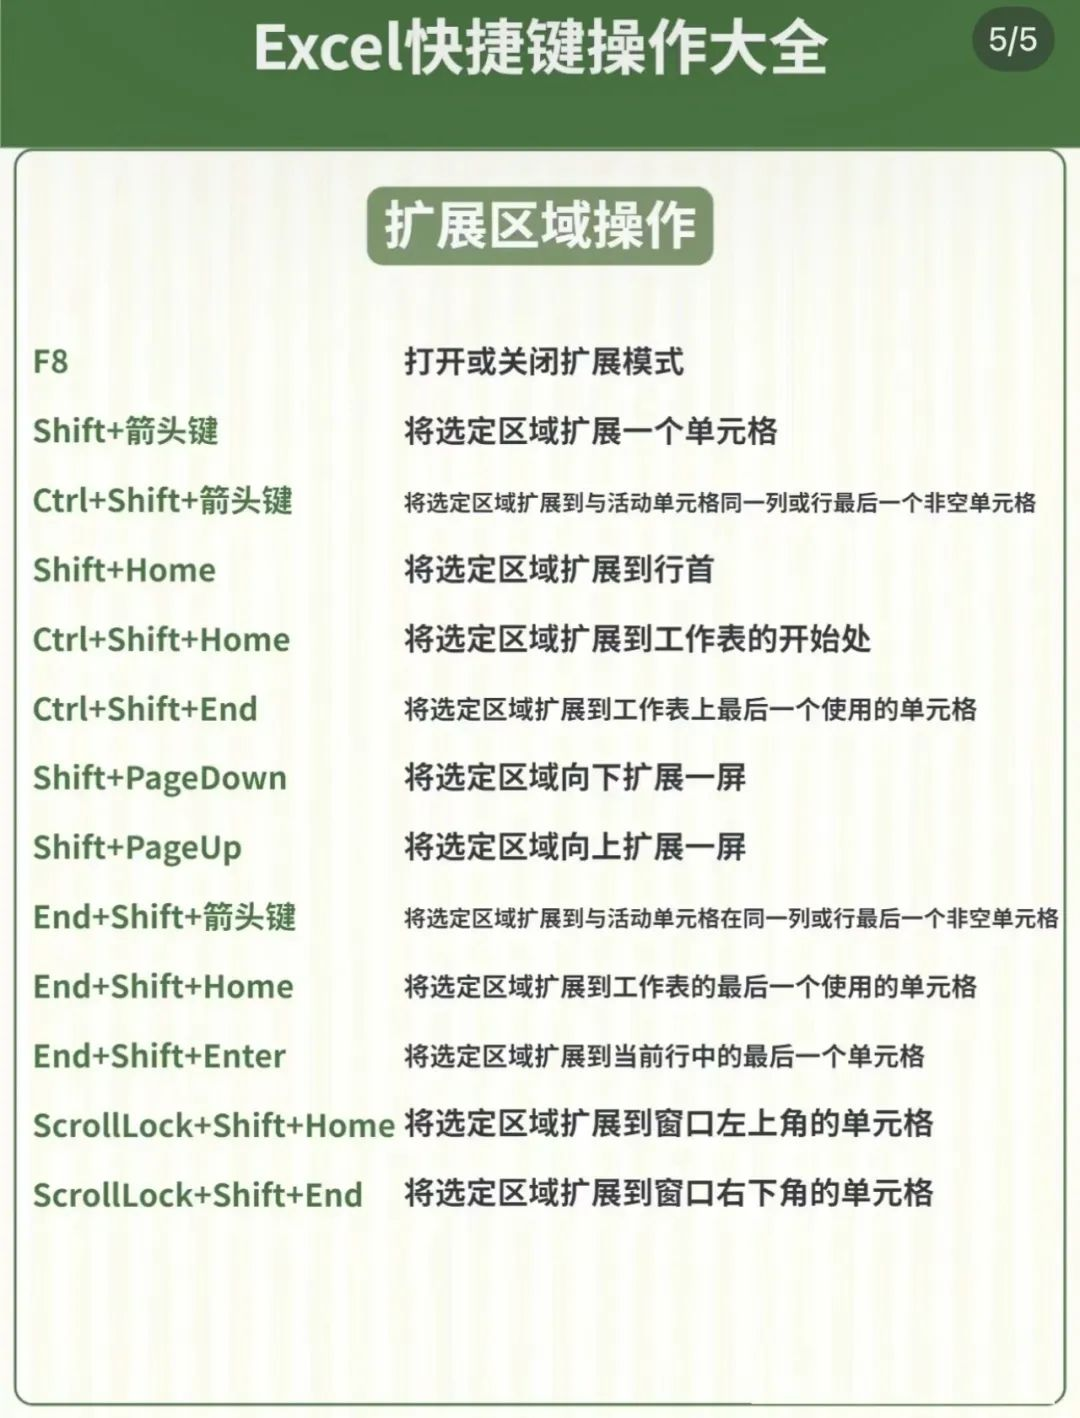 Excel快捷键操作大全
5/5
扩展区域操作
F8 打开或关闭扩展模式
Shift+箭头键 将选定区域扩展一个单元格
Ctrl+Shift+箭头键 将选定区域扩展到与活动单元格同一列或行最后一个非空单元格
Shift+Home 将选定区域扩展到行首
Ctrl+Shift+Home 将选定区域扩展到工作表的开始处
Ctrl+Shift+End 将选定区域扩展到工作表上最后一个使用的单元格
Shift+PageDown 将选定区域向下扩展一屏
Shift+PageUp 将选定区域向上扩展一屏
End+Shift+箭头键 将选定区域扩展到与活动单元格在同一列或行最后一个非空单元格
End+Shift+Home 将选定区域扩展到工作表的最后一个使用的单元格
End+Shift+Enter 将选定区域扩展到当前行中的最后一个单元格
ScrollLock+Shift+Home 将选定区域扩展到窗口左上角的单元格
ScrollLock+Shift+End 将选定区域扩展到窗口右下角的单元格